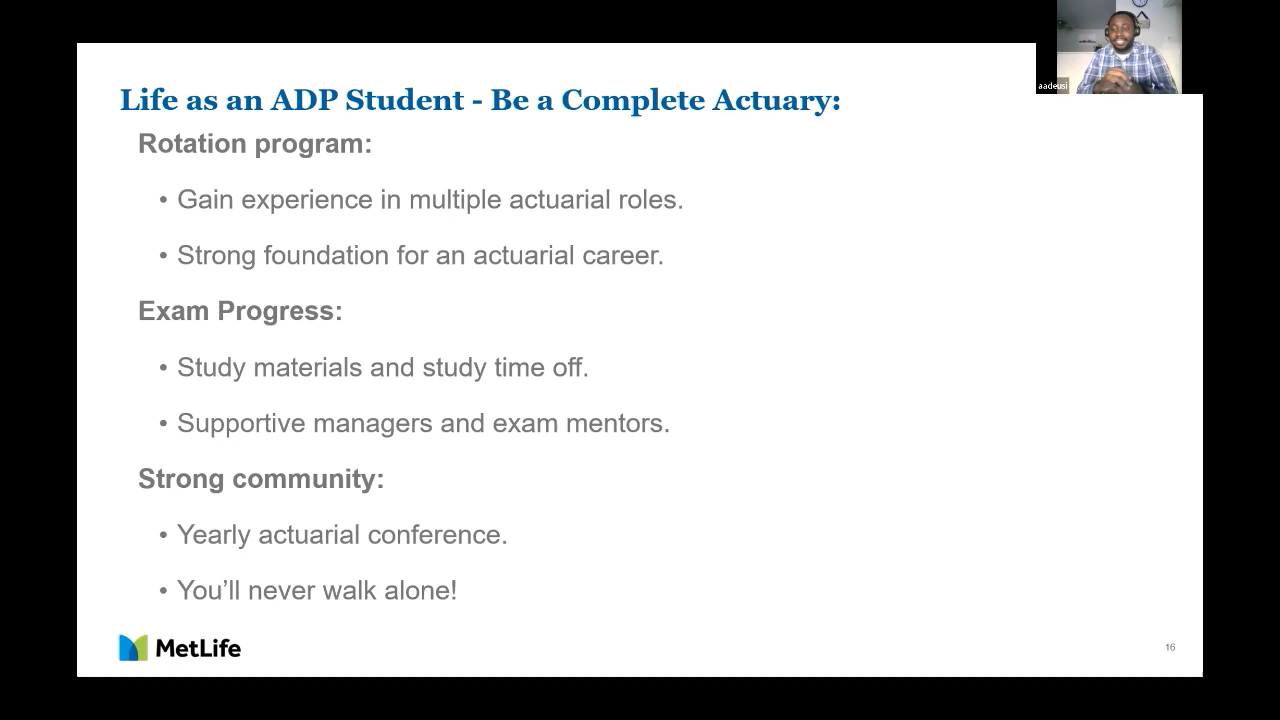 Life as an ADP Student - Be a Complete Actuary:
Rotation program:
• Gain experience in multiple actuarial roles.
• Strong foundation for an actuarial career.
Exam Progress:
• Study materials and study time off.
• Supportive managers and exam mentors.
Strong community:
• Yearly actuarial conference.
• You’ll never walk alone!
MetLife
16
aadeusi